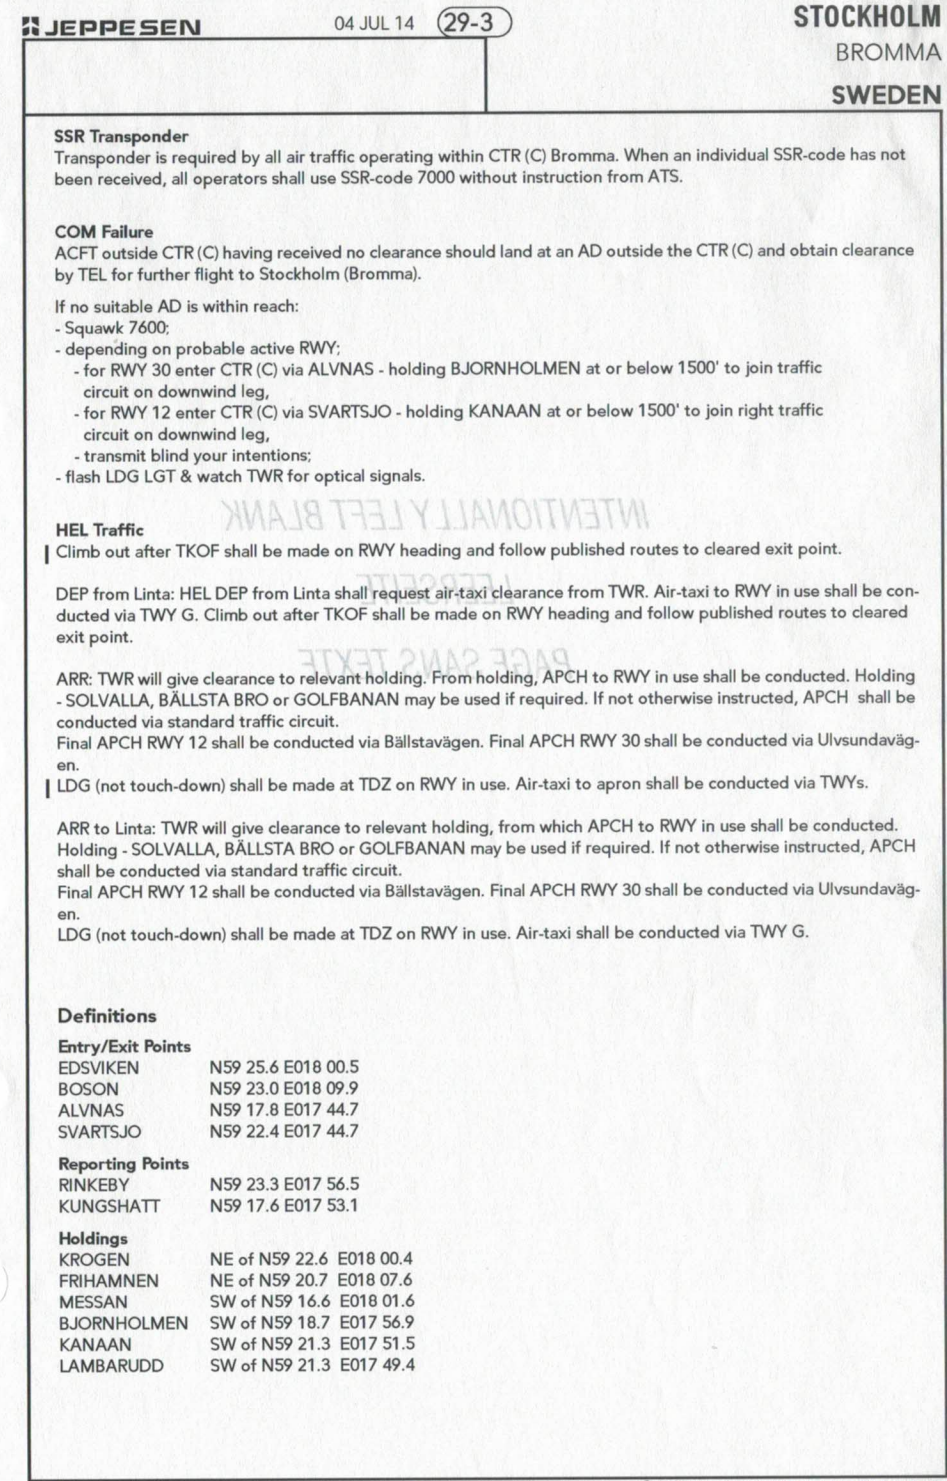 JEPPESEN 04 JUL 14 29-3 STOCKHOLM
BROMMA
SWEDEN
SSR Transponder
Transponder is required by all air traffic operating within CTR (C) Bromma. When an individual SSR-code has not
been received, all operators shall use SSR-code 7000 without instruction from ATS.
COM Failure
ACFT outside CTR (C) having received no clearance should land at an AD outside the CTR (C) and obtain clearance
by TEL for further flight to Stockholm (Bromma).
If no suitable AD is within reach:
- Squawk 7600;
- depending on probable active RWY;
- for RWY 30 enter CTR (C) via ALVNAS - holding BJORNHOLMEN at or below 1500' to join traffic
circuit on downwind leg,
- for RWY 12 enter CTR (C) via SVARTSJO - holding KANAAN at or below 1500' to join right traffic
circuit on downwind leg,
- transmit blind your intentions;
- flash LDG LGT & watch TWR for optical signals.
INTENTIONALLY LEFT BLANK
HEL Traffic
Climb out after TKOF shall be made on RWY heading and follow published routes to cleared exit point.
LEERSEITE
DEP from Linta: HEL DEP from Linta shall request air-taxi clearance from TWR. Air-taxi to RWY in use shall be con-
ducted via TWY G. Climb out after TKOF shall be made on RWY heading and follow published routes to cleared
exit point.
PAGE SANS TEXTE
ARR: TWR will give clearance to relevant holding. From holding, APCH to RWY in use shall be conducted. Holding
- SOLVALLA, BÄLLSTA BRO or GOLFBANAN may be used if required. If not otherwise instructed, APCH shall be
conducted via standard traffic circuit.
Final APCH RWY 12 shall be conducted via Bällstavägen. Final APCH RWY 30 shall be conducted via Ulvsundaväg-
en.
LDG (not touch-down) shall be made at TDZ on RWY in use. Air-taxi to apron shall be conducted via TWYs.
ARR to Linta: TWR will give clearance to relevant holding, from which APCH to RWY in use shall be conducted.
Holding - SOLVALLA, BÄLLSTA BRO or GOLFBANAN may be used if required. If not otherwise instructed, APCH
shall be conducted via standard traffic circuit.
Final APCH RWY 12 shall be conducted via Bällstavägen. Final APCH RWY 30 shall be conducted via Ulvsundaväg-
en.
LDG (not touch-down) shall be made at TDZ on RWY in use. Air-taxi shall be conducted via TWY G.
Definitions
Entry/Exit Points
EDSVIKEN N59 25.6 E018 00.5
BOSON N59 23.0 E018 09.9
ALVNAS N59 17.8 E017 44.7
SVARTSJO N59 22.4 E017 44.7
Reporting Points
RINKEBY N59 23.3 E017 56.5
KUNGSHATT N59 17.6 E017 53.1
Holdings
KROGEN NE of N59 22.6 E018 00.4
FRIHAMNEN NE of N59 20.7 E018 07.6
MESSAN SW of N59 16.6 E018 01.6
BJORNHOLMEN SW of N59 18.7 E017 56.9
KANAAN SW of N59 21.3 E017 51.5
LAMBARUDD SW of N59 21.3 E017 49.4